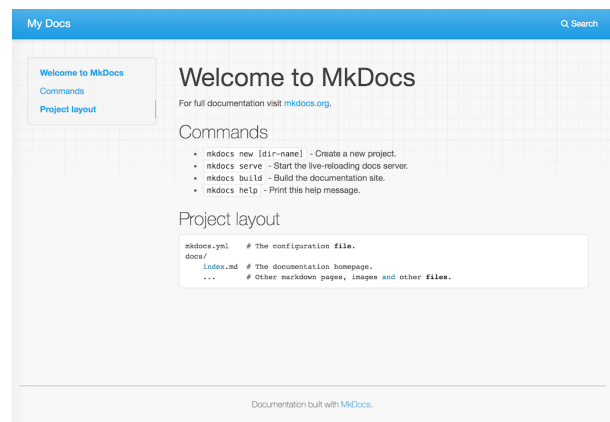 My Docs
Search
Welcome to MkDocs
Commands
Project layout
Welcome to MkDocs
For full documentation visit mkdocs.org.
Commands
mkdocs new [dir-name] - Create a new project.
mkdocs serve - Start the live-reloading docs server.
mkdocs build - Build the documentation site.
mkdocs help - Print this help message.
Project layout
mkdocs.yml    # The configuration file.
docs/
    index.md  # The documentation homepage.
    ...       # Other markdown pages, images and other files.
Documentation built with MkDocs.